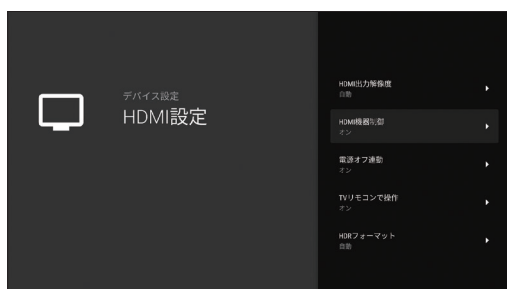 デバイス設定
HDMI設定
HDMI出力解像度
自動
HDMI機器制御
オン
電源オフ連動
オン
TVリモコンで操作
オン
HDRフォーマット
自動